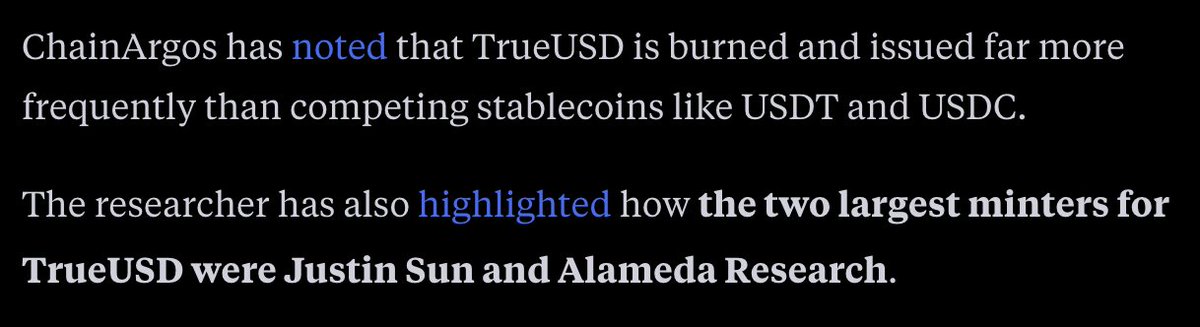 ChainArgos has noted that TrueUSD is burned and issued far more
frequently than competing stablecoins like USDT and USDC.
The researcher has also highlighted how the two largest minters for
TrueUSD were Justin Sun and Alameda Research.